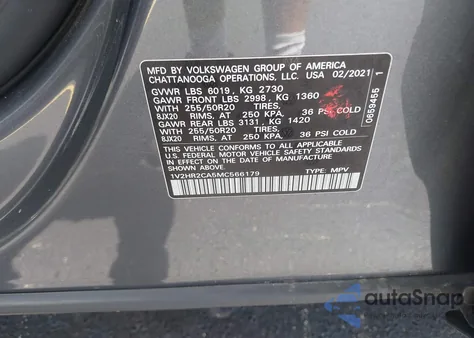 MFD. BY VOLKSWAGEN GROUP OF AMERICA
CHATTANOOGA OPERATIONS, LLC. USA 02/2021
GVWR LBS 6019, KG 2730
GAWR FRONT LBS 2998, KG 1360
WITH 255/50R20 TIRES,
8JX20 RIMS, AT 250 KPA, 36 PSI COLD
GAWR REAR LBS 3131, KG 1420
WITH 255/50R20 TIRES,
8JX20 RIMS, AT 250 KPA, 36 PSI COLD
THIS VEHICLE CONFORMS TO ALL APPLICABLE
U.S. FEDERAL MOTOR VEHICLE SAFETY STANDARDS
IN EFFECT ON THE DATE OF MANUFACTURE
SHOWN ABOVE.
1V2HR2CA5MC566179 TYPE: MPV
0659455 1
autoSnap